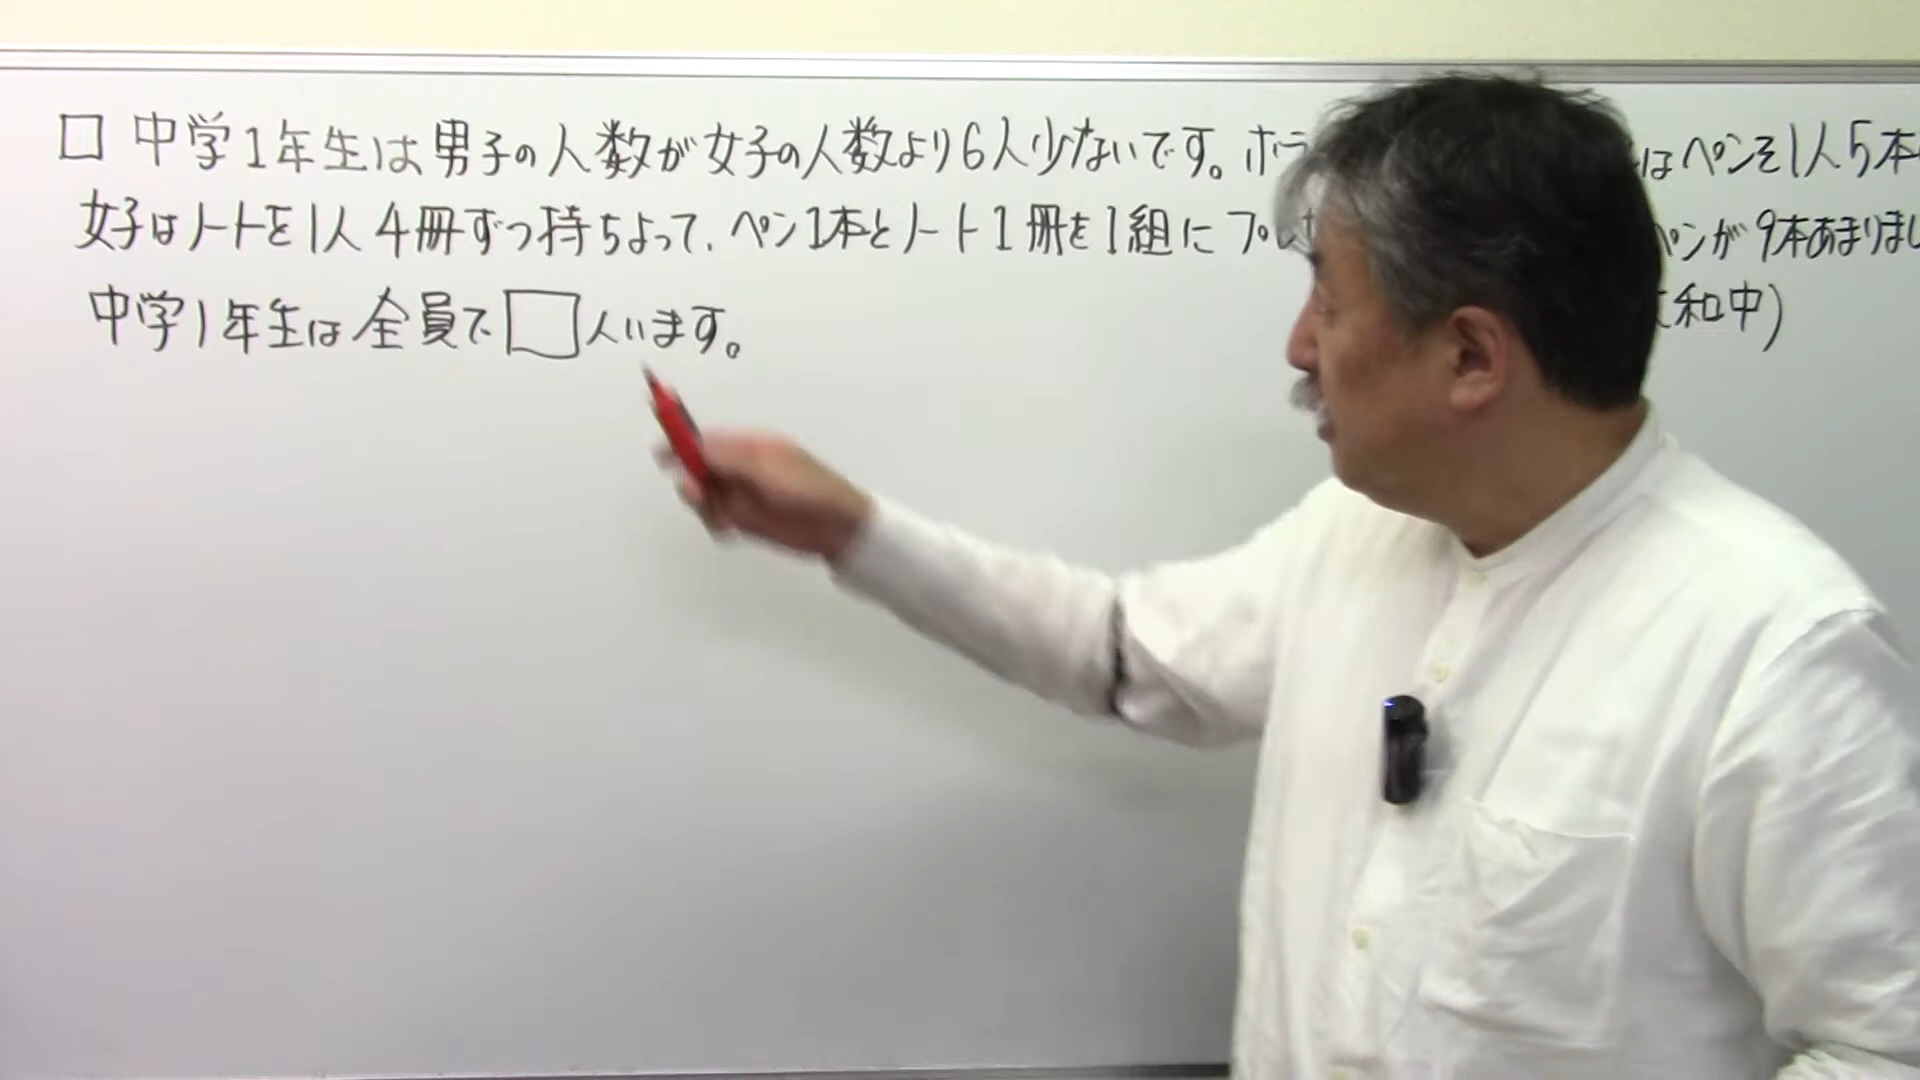 □ 中学1年生は男子の人数が女子の人数より6人少ないです。ホラ はペンを1人5本
女子はノートを1人4冊ずつ持ちよって、ペン1本とノート1冊を1組にプレ ペンが9本あまりまし
中学1年生は全員で□人います。 和中)